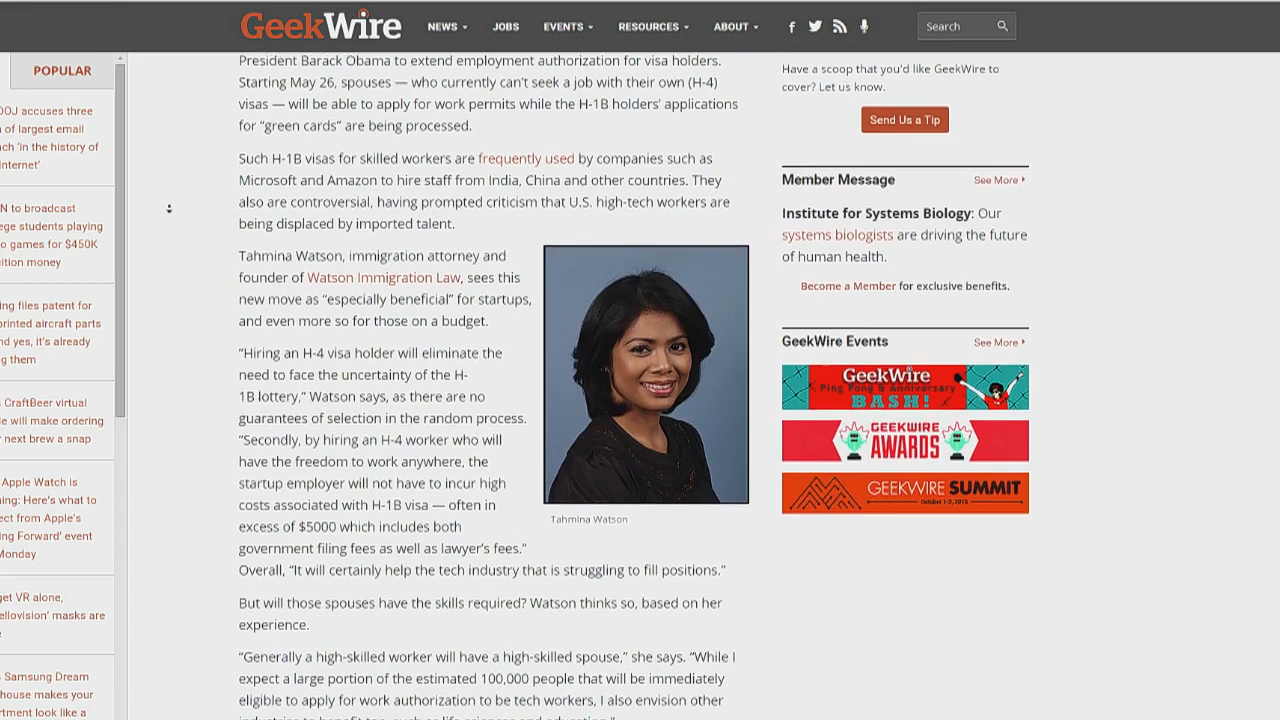 GeekWire
NEWS
JOBS
EVENTS
RESOURCES
ABOUT
Search
POPULAR
DOJ accuses three
of largest email
ch 'in the history of
Internet'
to broadcast
ege students playing
games for $450K
uition money
ng files patent for
printed aircraft parts
nd yes, it's already
g them
CraftBeer virtual
e will make ordering
next brew a snap
Apple Watch is
ng: Here's what to
ect from Apple's
ng Forward' event
Monday
get VR alone,
ellovision' masks are
Samsung Dream
house makes your
rtment look like a
President Barack Obama to extend employment authorization for visa holders.
Starting May 26, spouses — who currently can't seek a job with their own (H-4)
visas — will be able to apply for work permits while the H-1B holders' applications
for “green cards” are being processed.
Such H-1B visas for skilled workers are frequently used by companies such as
Microsoft and Amazon to hire staff from India, China and other countries. They
also are controversial, having prompted criticism that U.S. high-tech workers are
being displaced by imported talent.
Tahmina Watson, immigration attorney and
founder of Watson Immigration Law, sees this
new move as “especially beneficial” for startups,
and even more so for those on a budget.
“Hiring an H-4 visa holder will eliminate the
need to face the uncertainty of the H-
1B lottery,” Watson says, as there are no
guarantees of selection in the random process.
“Secondly, by hiring an H-4 worker who will
have the freedom to work anywhere, the
startup employer will not have to incur high
costs associated with H-1B visa — often in
excess of $5000 which includes both
government filing fees as well as lawyer's fees.”
Overall, “It will certainly help the tech industry that is struggling to fill positions.”
Tahmina Watson
But will those spouses have the skills required? Watson thinks so, based on her
experience.
“Generally a high-skilled worker will have a high-skilled spouse,” she says. “While I
expect a large portion of the estimated 100,000 people that will be immediately
eligible to apply for work authorization to be tech workers, I also envision other
Have a scoop that you'd like GeekWire to
cover? Let us know.
Send Us a Tip
Member Message
See More
Institute for Systems Biology: Our
systems biologists are driving the future
of human health.
Become a Member for exclusive benefits.
GeekWire Events
See More
GeekWire
Ping Pong & Anniversary
BASH!
GEEKWIRE
AWARDS
GEEKWIRE SUMMIT
October 1-2, 2015